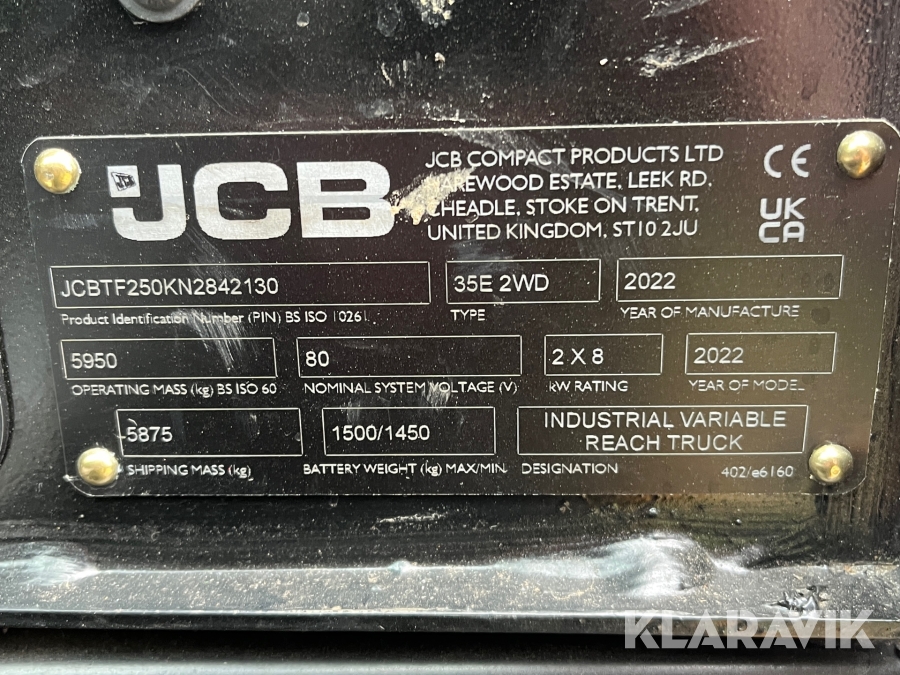 JCB
JCB COMPACT PRODUCTS LTD
HAREWOOD ESTATE, LEEK RD,
CHEADLE, STOKE ON TRENT,
UNITED KINGDOM, ST10 2JU
CE
UK
CA
JCBTF250KN2842130
Product Identification Number (PIN) BS ISO 10261
35E 2WD
TYPE
2022
YEAR OF MANUFACTURE
5950
OPERATING MASS (kg) BS ISO 60
80
NOMINAL SYSTEM VOLTAGE (V)
2 X 8
kW RATING
2022
YEAR OF MODEL
5875
SHIPPING MASS (kg)
1500/1450
BATTERY WEIGHT (kg) MAX/MIN
INDUSTRIAL VARIABLE
REACH TRUCK
DESIGNATION
402/e6160
KLARAVIK